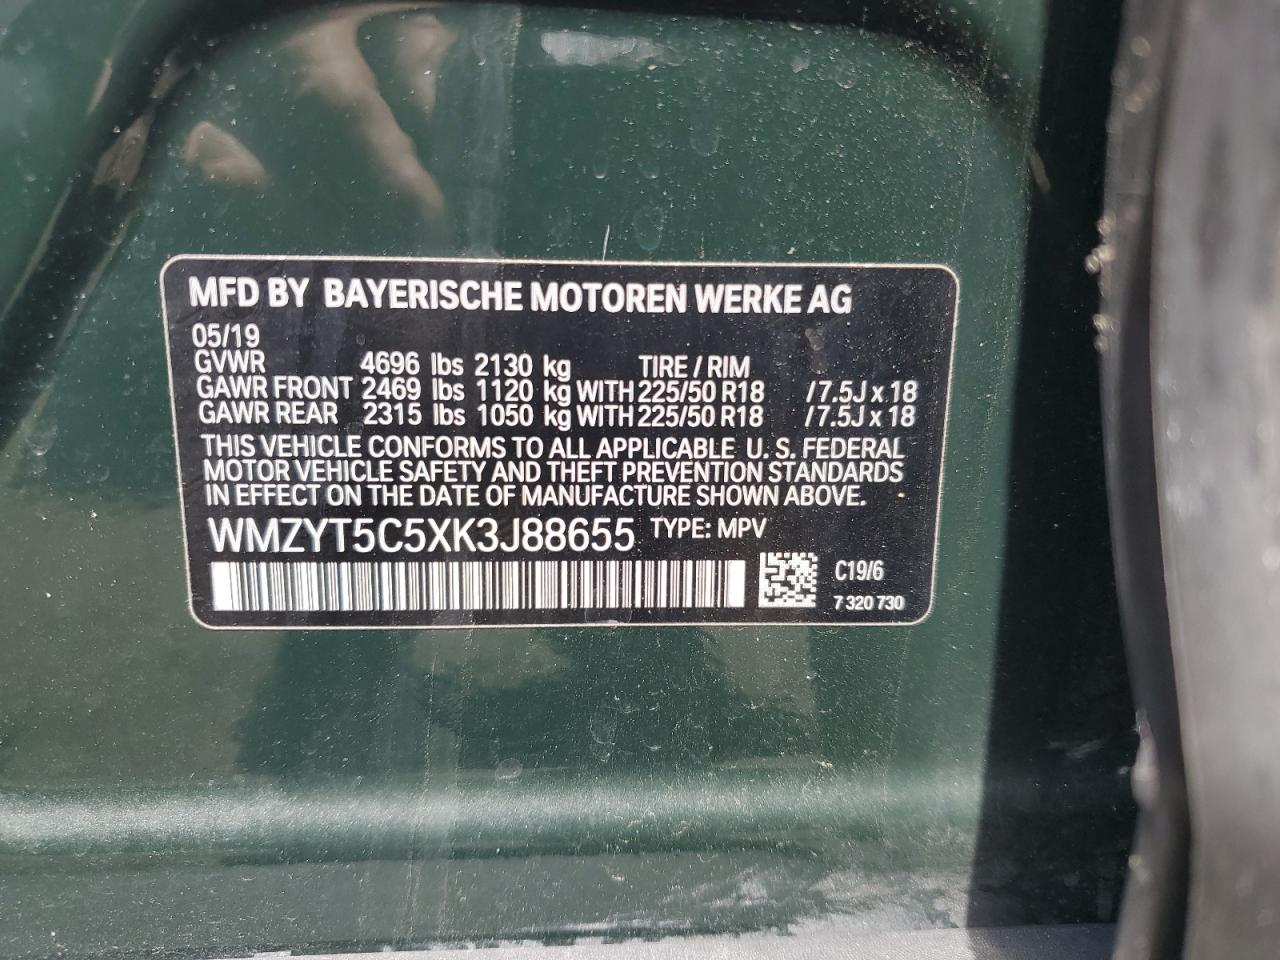 MFD BY BAYERISCHE MOTOREN WERKE AG
05/19
GVWR 4696 lbs 2130 kg TIRE / RIM
GAWR FRONT 2469 lbs 1120 kg WITH 225/50 R18 /7.5J x 18
GAWR REAR 2315 lbs 1050 kg WITH 225/50 R18 /7.5J x 18
THIS VEHICLE CONFORMS TO ALL APPLICABLE U. S. FEDERAL
MOTOR VEHICLE SAFETY AND THEFT PREVENTION STANDARDS
IN EFFECT ON THE DATE OF MANUFACTURE SHOWN ABOVE.
WMZYT5C5XK3J88655 TYPE: MPV
C19/6
7 320 730